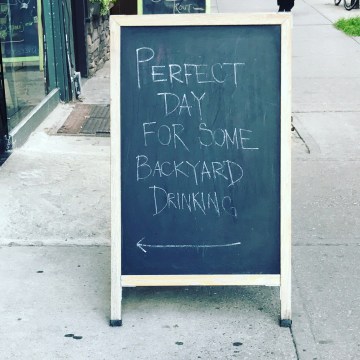 PERFECT
DAY
FOR SOME
BACKYARD
DRINKING